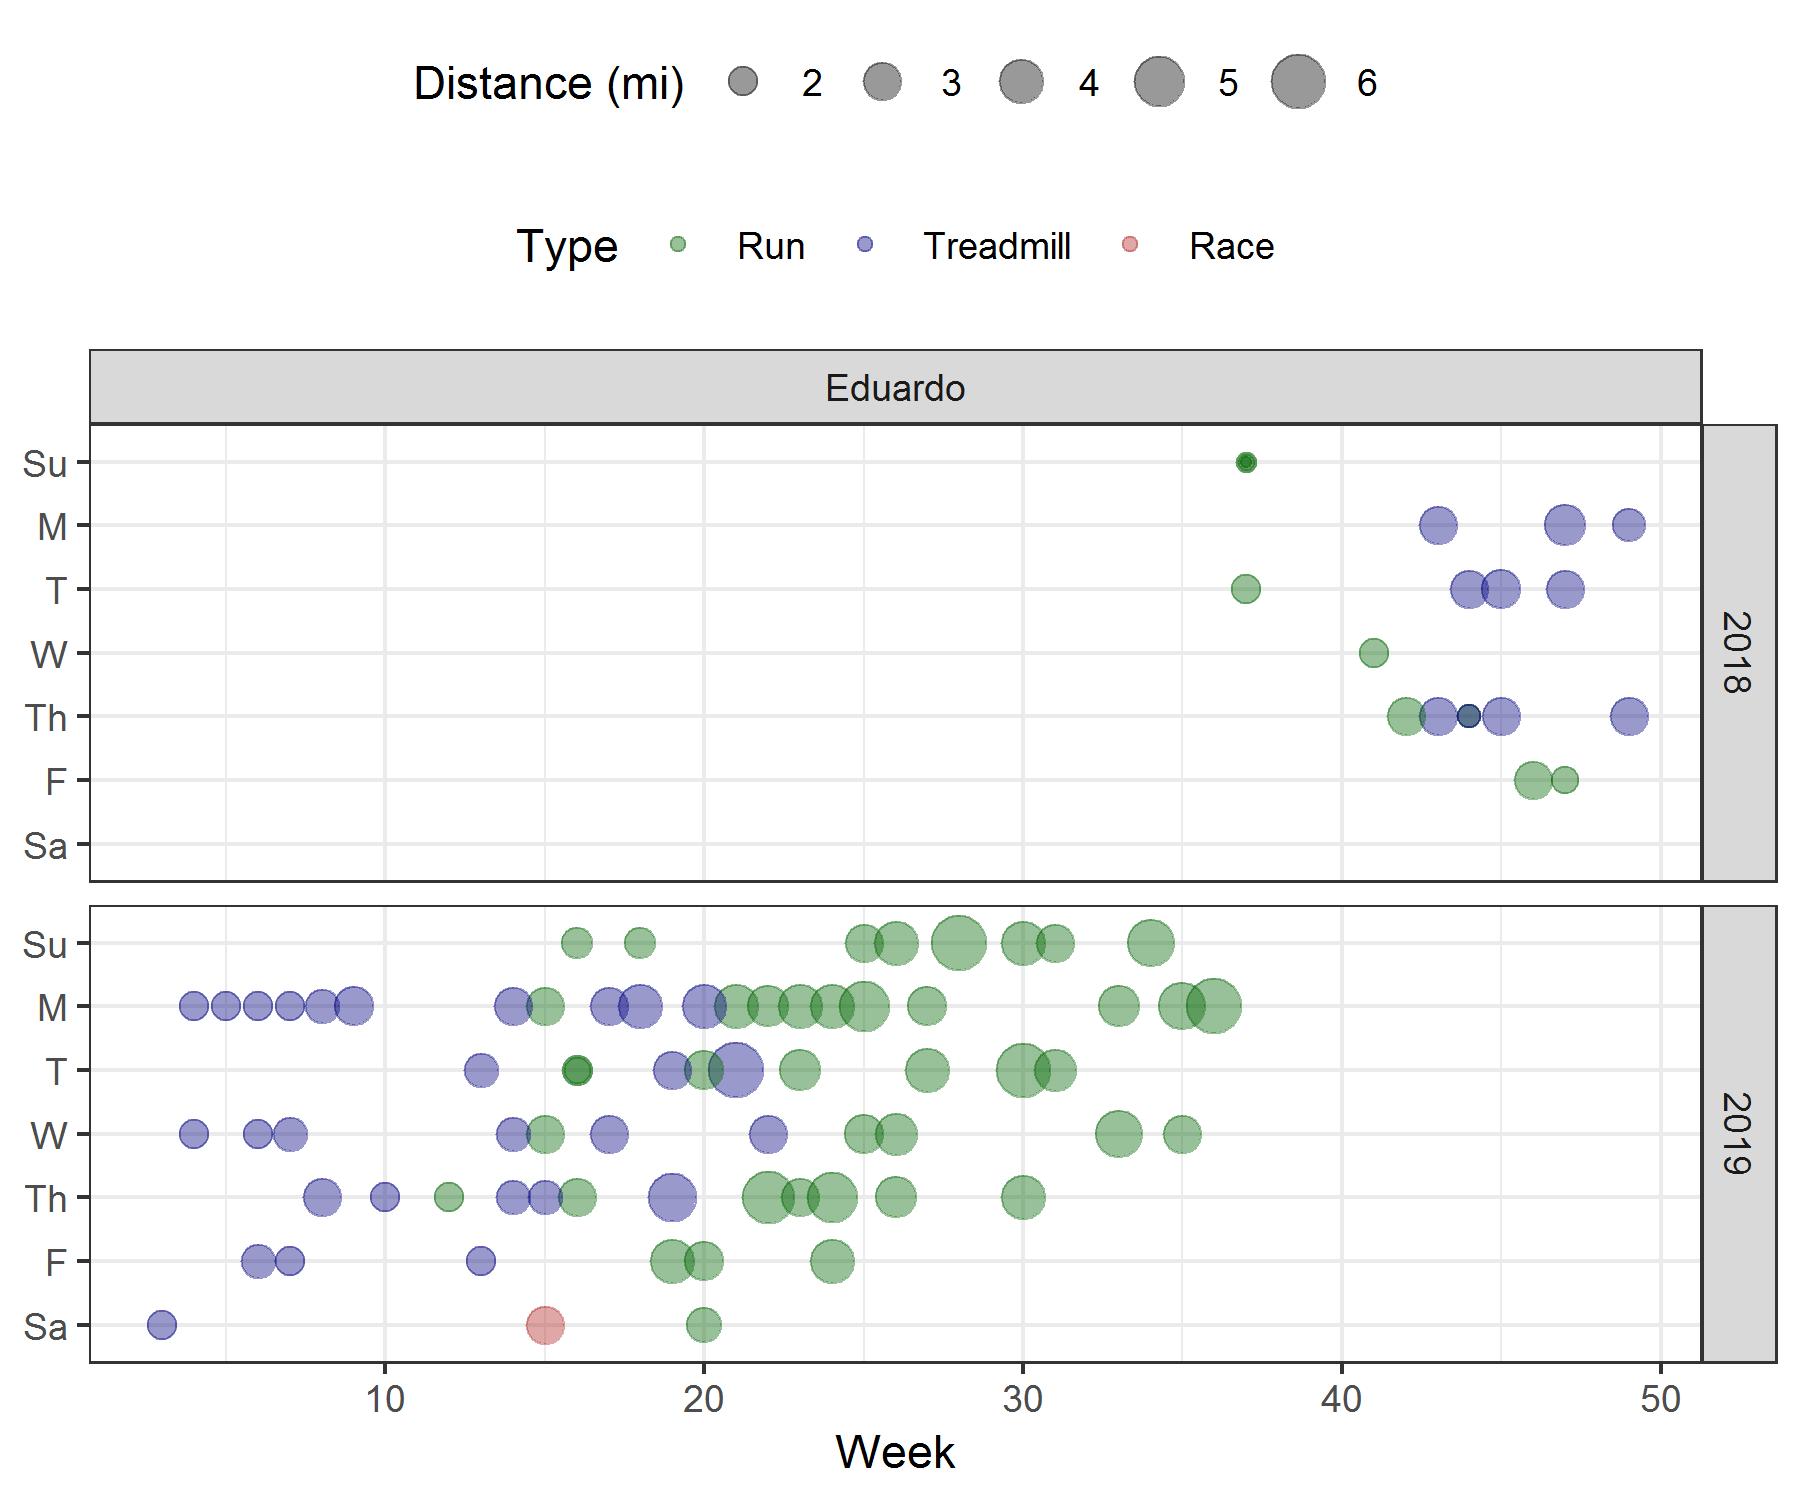 Distance (mi) 2 3 4 5 6
Type Run Treadmill Race
Eduardo
Su
M
T
W
Th
F
Sa
2018
Su
M
T
W
Th
F
Sa
2019
10 20 30 40 50
Week